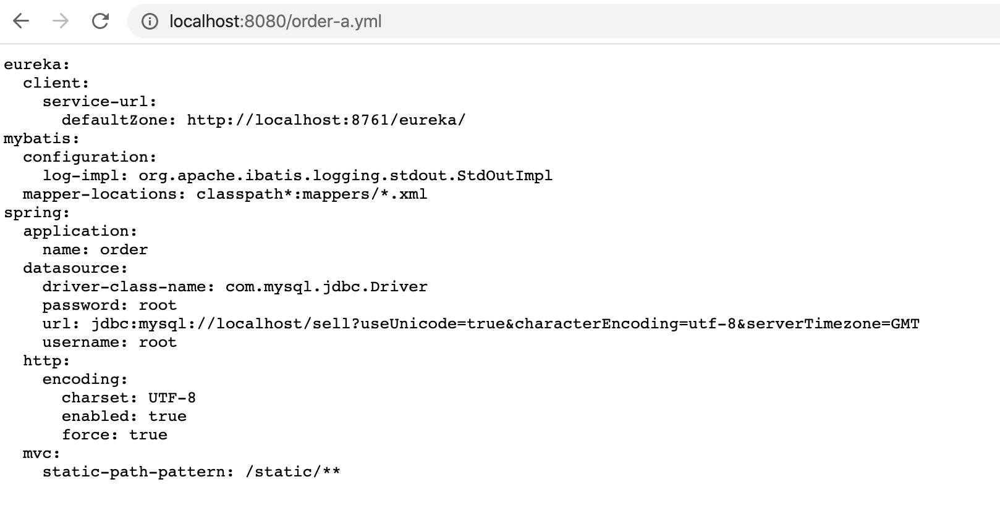 localhost:8080/order-a.yml
eureka:
  client:
    service-url:
      defaultZone: http://localhost:8761/eureka/
mybatis:
  configuration:
    log-impl: org.apache.ibatis.logging.stdout.StdOutImpl
  mapper-locations: classpath*:mappers/*.xml
spring:
  application:
    name: order
  datasource:
    driver-class-name: com.mysql.jdbc.Driver
    password: root
    url: jdbc:mysql://localhost/sell?useUnicode=true&characterEncoding=utf-8&serverTimezone=GMT
    username: root
  http:
    encoding:
      charset: UTF-8
      enabled: true
      force: true
  mvc:
    static-path-pattern: /static/**